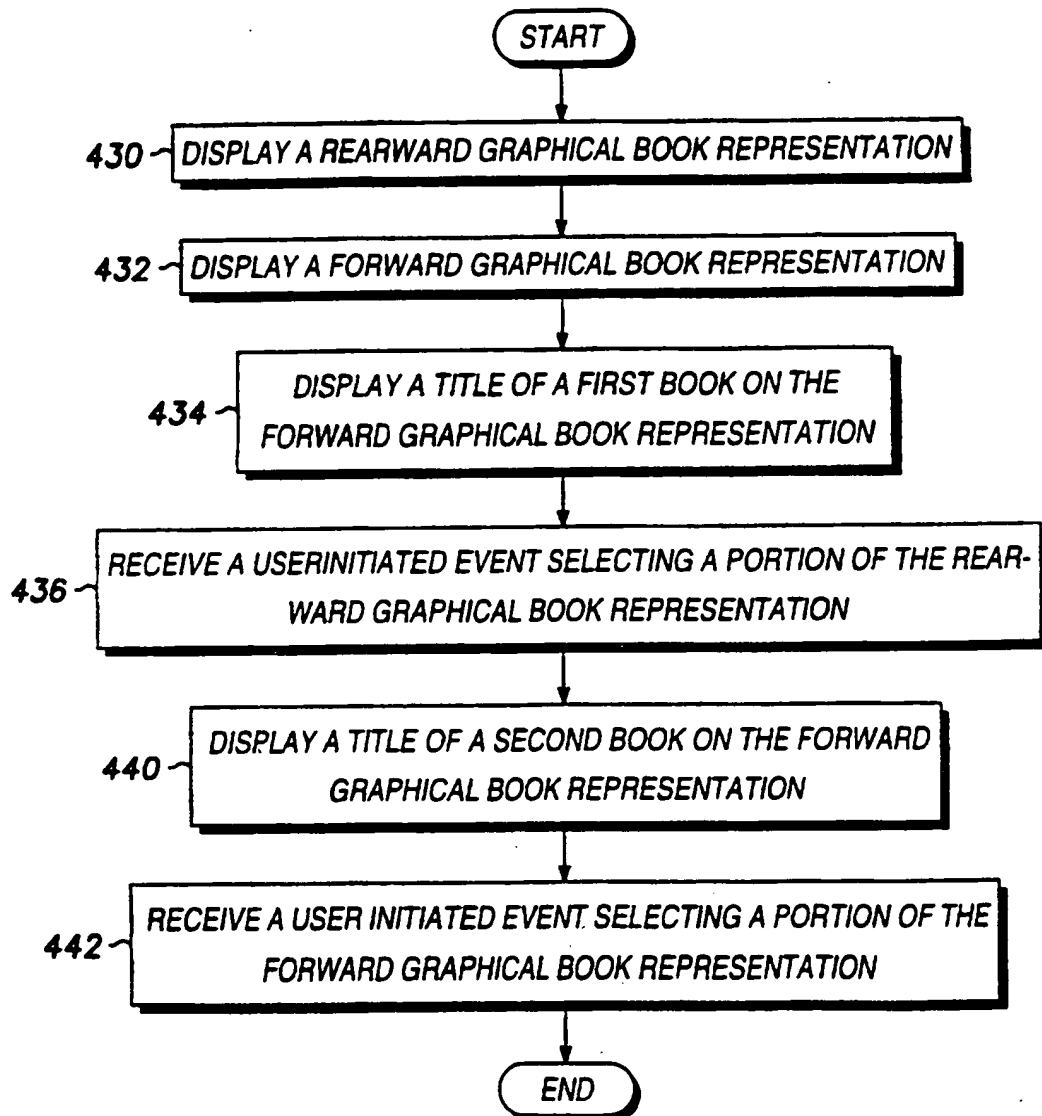 START
430 DISPLAY A REARWARD GRAPHICAL BOOK REPRESENTATION
432 DISPLAY A FORWARD GRAPHICAL BOOK REPRESENTATION
DISPLAY A TITLE OF A FIRST BOOK ON THE
434
FORWARD GRAPHICAL BOOK REPRESENTATION
RECEIVE A USERINITIATED EVENT SELECTING A PORTION OF THE REAR-
436
WARD GRAPHICAL BOOK REPRESENTATION
DISPLAY A TITLE OF A SECOND BOOK ON THE FORWARD
440
GRAPHICAL BOOK REPRESENTATION
RECEIVE A USER INITIATED EVENT SELECTING A PORTION OF THE
442
FORWARD GRAPHICAL BOOK REPRESENTATION
END